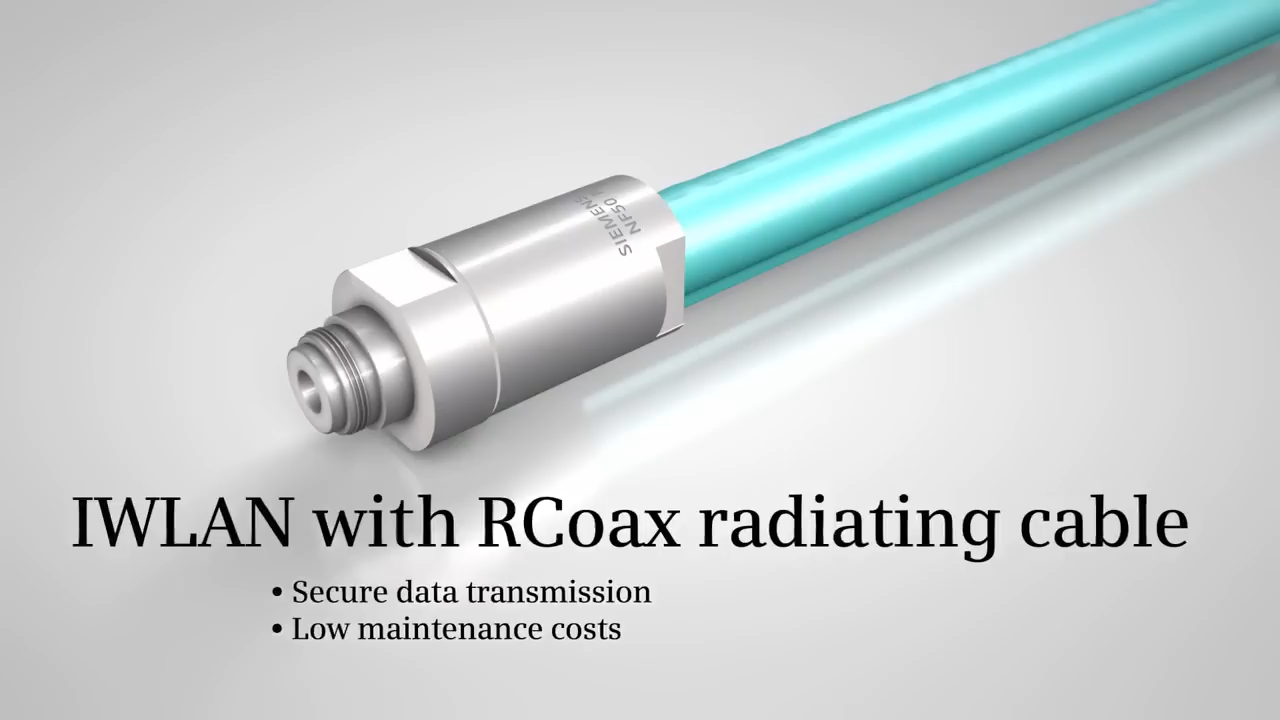 SIEMENS
NF50
IWLAN with RCoax radiating cable
• Secure data transmission
• Low maintenance costs